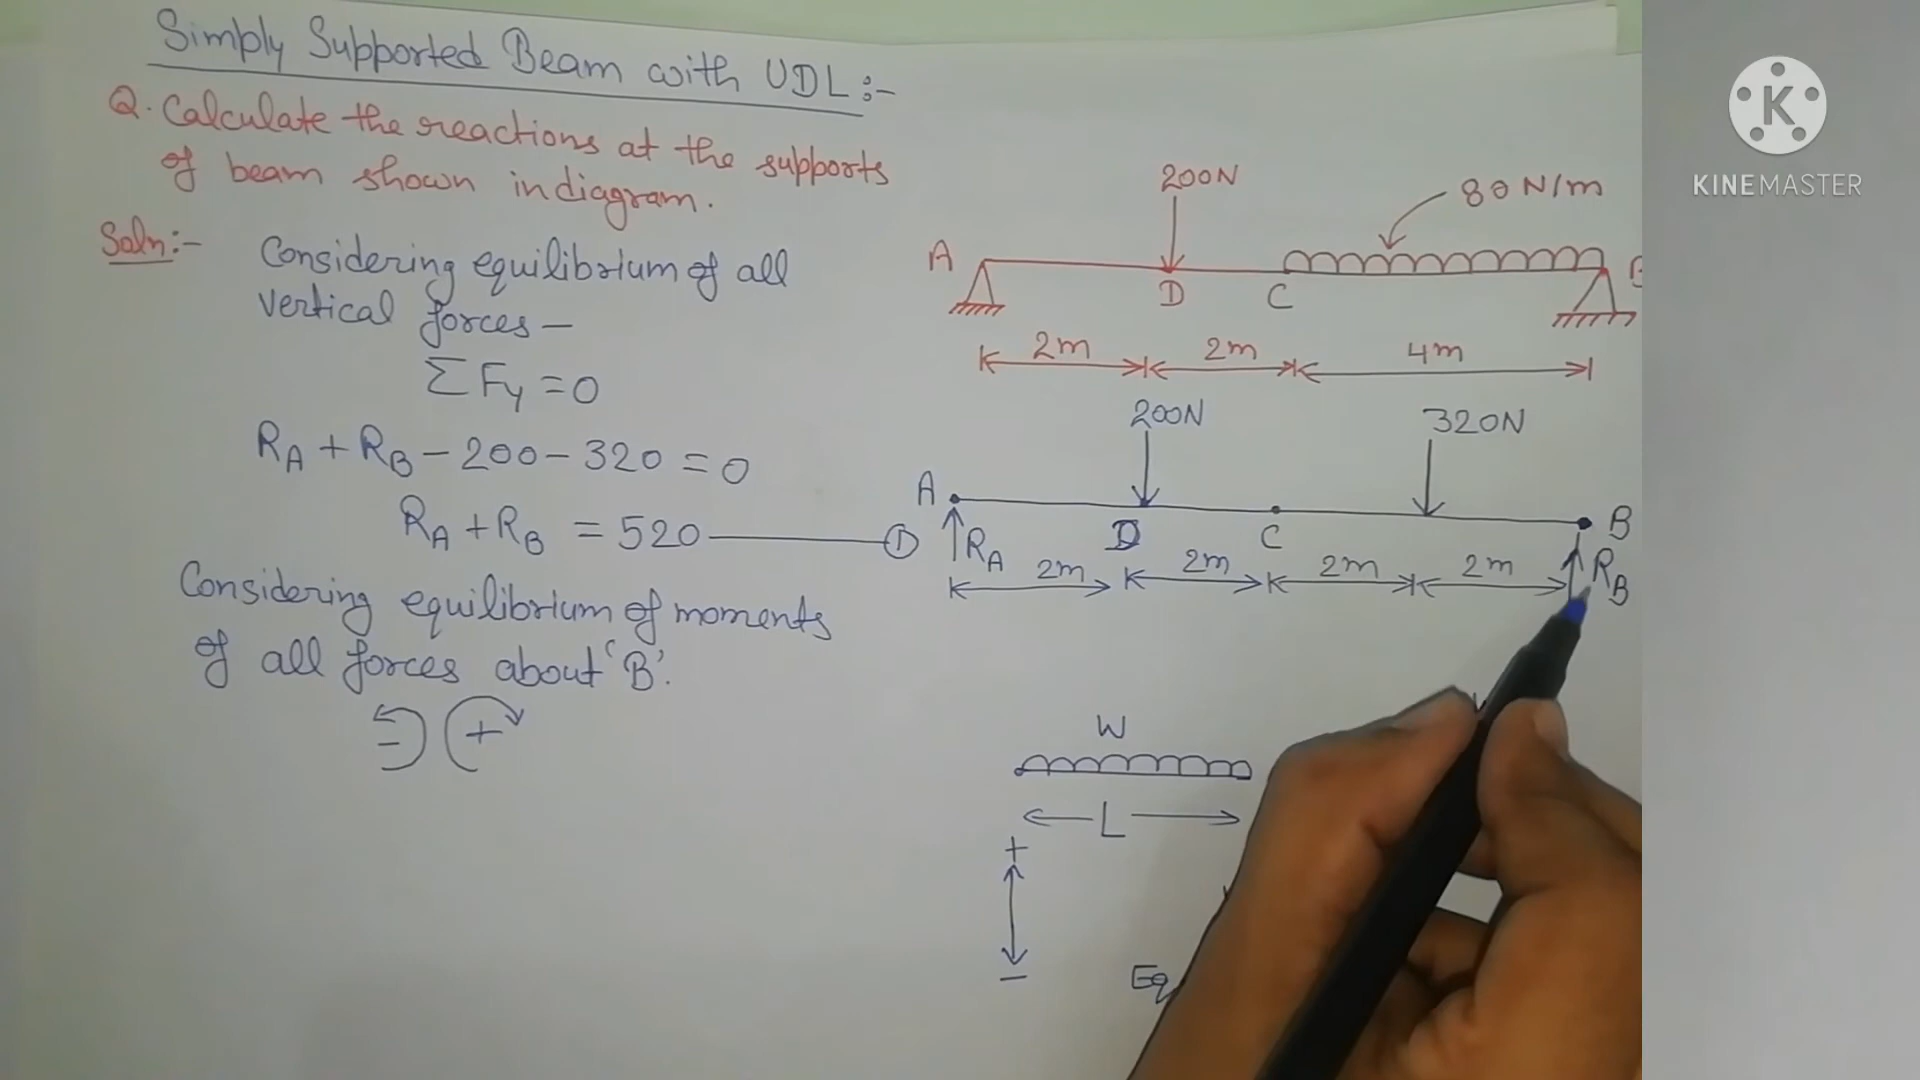 Simply Supported Beam with UDL:-
Q. Calculate the reactions at the supports
of beam shown in diagram.
Soln:-
Considering equilibrium of all
vertical forces -
ΣFy = 0
RA + RB - 200 - 320 = 0
RA + RB = 520 ——— 1
Considering equilibrium of moments
of all forces about 'B'.
- +
200N
80 N/m
A
D
C
2m
2m
4m
200N
320N
A
D
C
B
RA
RB
2m
2m
2m
2m
W
L
+
-
K
KINEMASTER